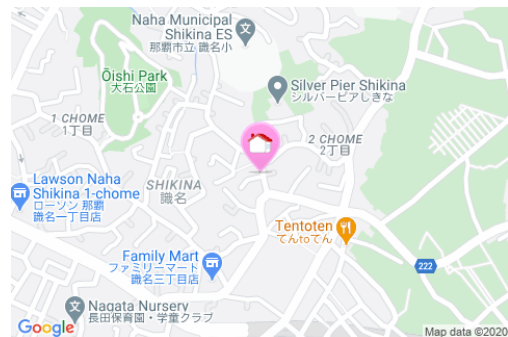 Naha Municipal
Shikina ES
那覇市立 識名小
Ōishi Park
大石公園
Silver Pier Shikina
シルバーピアしきな
1 CHOME
1丁目
2 CHOME
2丁目
Lawson Naha
Shikina 1-chome
ローソン 那覇
識名一丁目店
SHIKINA
識名
Tentoten
てんtoてん
Family Mart
ファミリーマート
識名三丁目店
222
Nagata Nursery
長田保育園・学童クラブ
Google
Map data ©2020